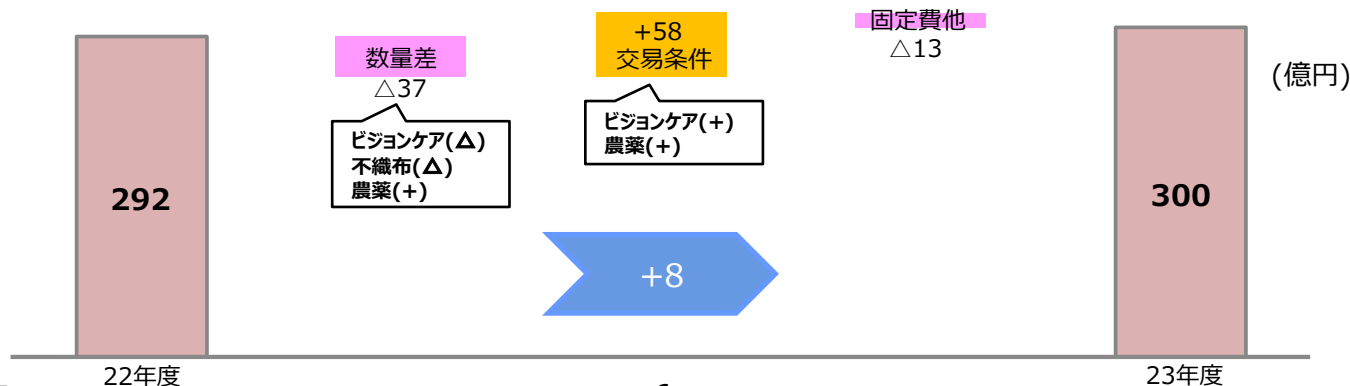 292
22年度
数量差
△37
ビジョンケア(△)
不織布(△)
農薬(+)
+58
交易条件
ビジョンケア(+)
農薬(+)
+8
固定費他
△13
300
23年度
(億円)